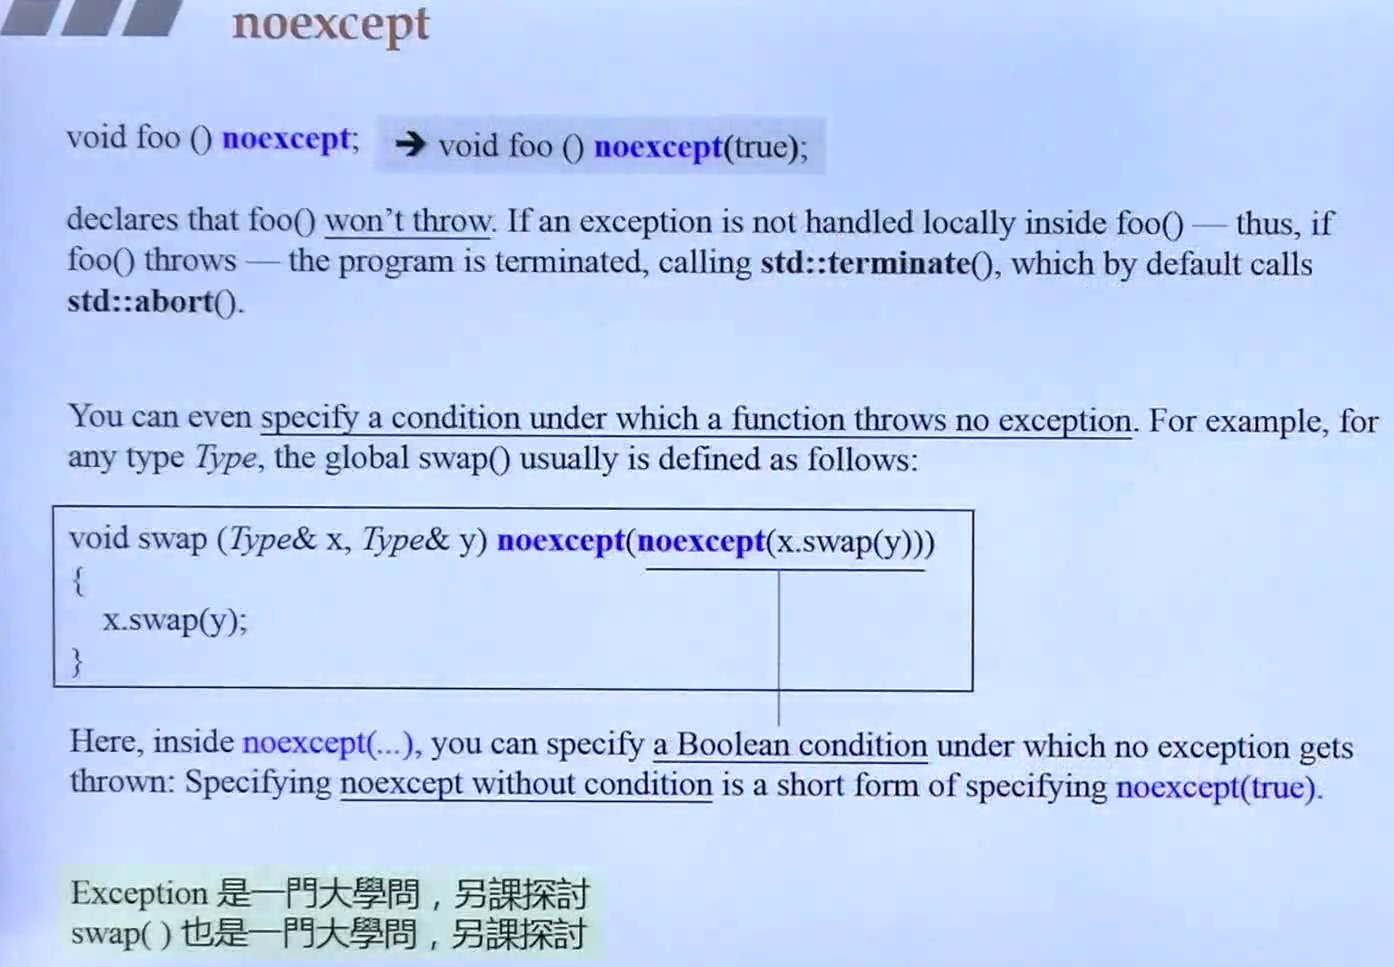 noexcept
void foo () noexcept; ➔ void foo () noexcept(true);
declares that foo() won’t throw. If an exception is not handled locally inside foo() — thus, if
foo() throws — the program is terminated, calling std::terminate(), which by default calls
std::abort().
You can even specify a condition under which a function throws no exception. For example, for
any type Type, the global swap() usually is defined as follows:
void swap (Type& x, Type& y) noexcept(noexcept(x.swap(y)))
{
x.swap(y);
}
Here, inside noexcept(...), you can specify a Boolean condition under which no exception gets
thrown: Specifying noexcept without condition is a short form of specifying noexcept(true).
Exception 是一門大學問，另課探討
swap( ) 也是一門大學問，另課探討